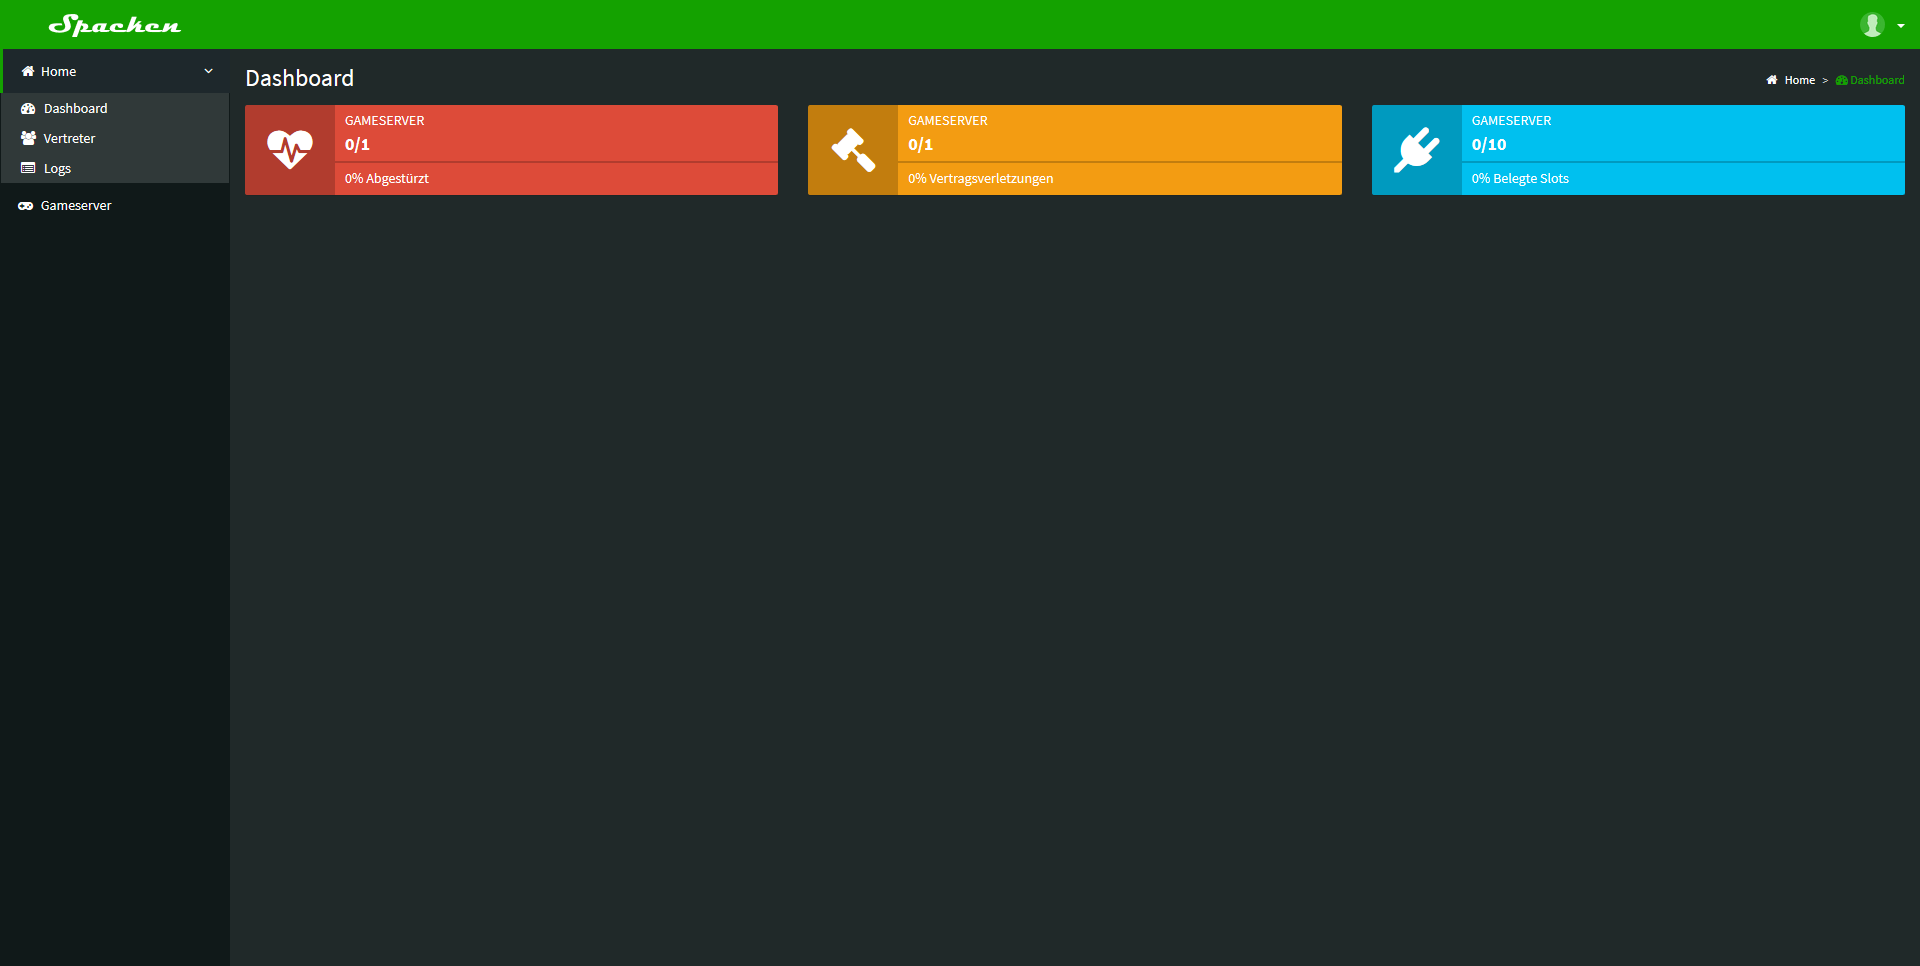 Spacken
Home
Dashboard
Vertreter
Logs
Gameserver
Dashboard
Home > Dashboard
GAMESERVER
0/1
0% Abgestürzt
GAMESERVER
0/1
0% Vertragsverletzungen
GAMESERVER
0/10
0% Belegte Slots